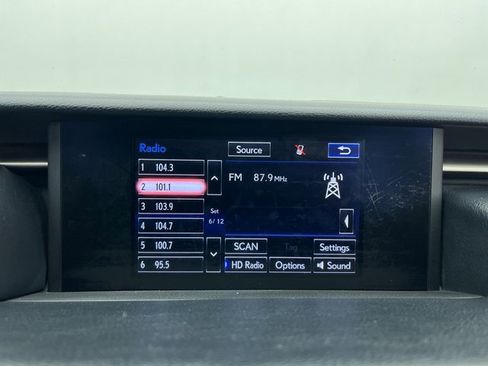 Radio Source
1 104.3
2 101.1
3 103.9
4 104.7
5 100.7
6 95.5
Set
6/12
FM 87.9 MHz
SCAN Tag Settings
HD Radio Options Sound